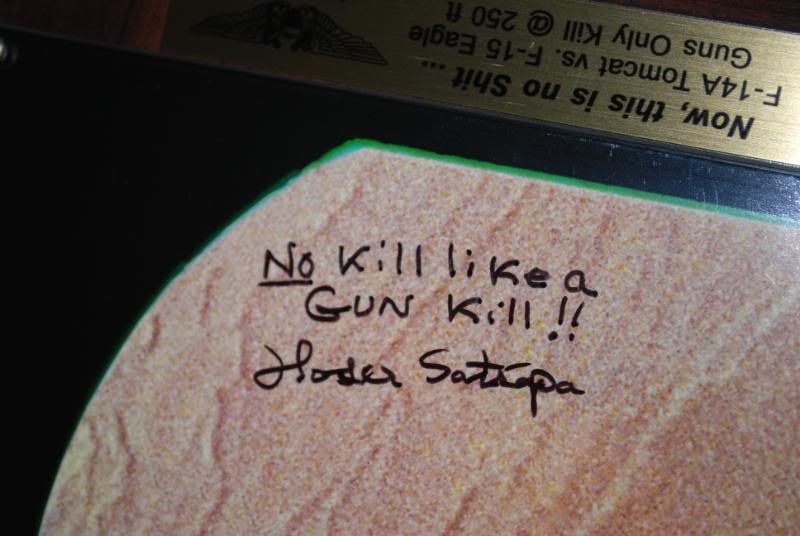 Now, this is no Shit ...
F-14A Tomcat vs. F-15 Eagle
Guns Only Kill @ 250 ft
No Kill like a
GUN Kill !!
Hoser Satrapa